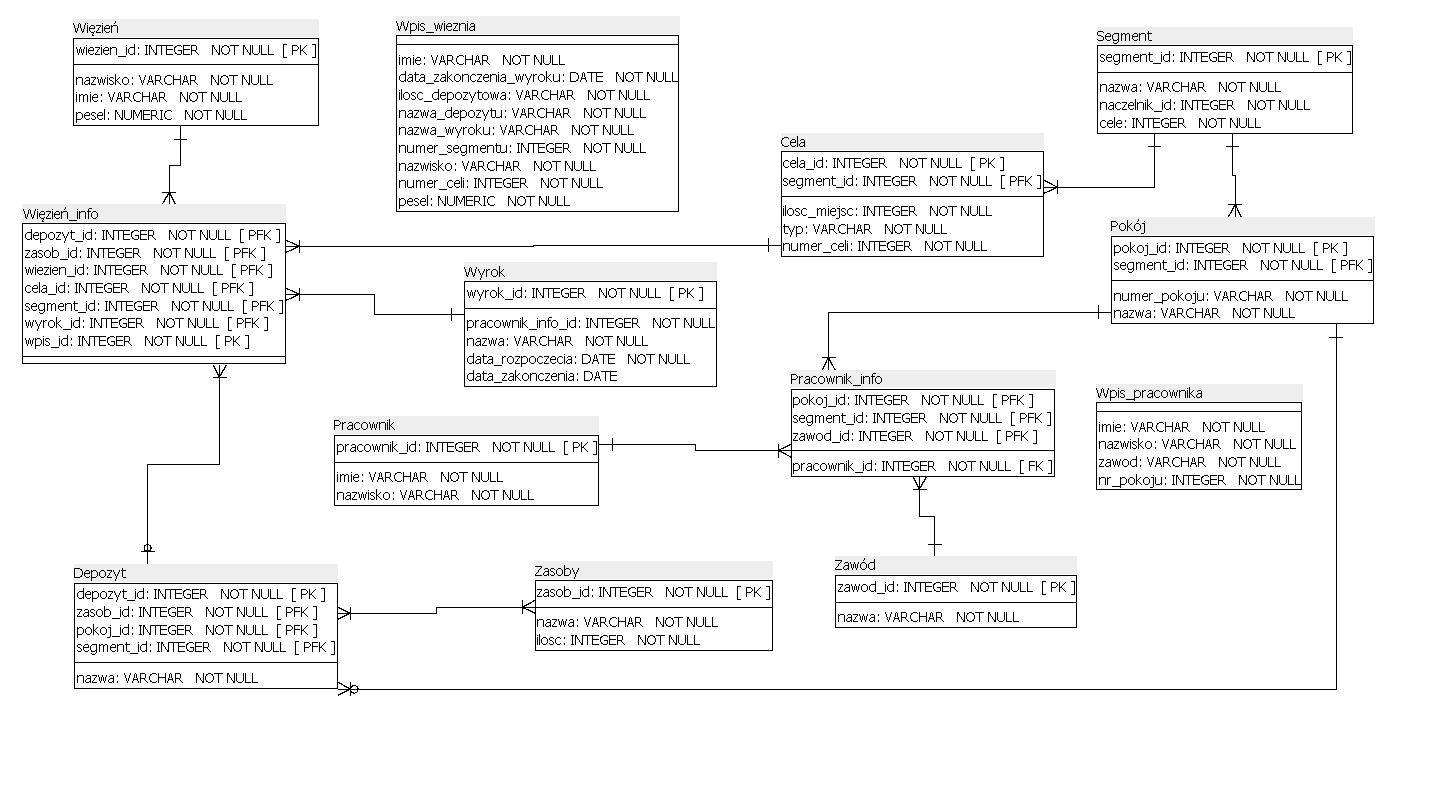 Więzień
wiezien_id: INTEGER NOT NULL [ PK ]
nazwisko: VARCHAR NOT NULL
imie: VARCHAR NOT NULL
pesel: NUMERIC NOT NULL
Wpis_wieznia
imie: VARCHAR NOT NULL
data_zakonczenia_wyroku: DATE NOT NULL
ilosc_depozytowa: VARCHAR NOT NULL
nazwa_depozytu: VARCHAR NOT NULL
nazwa_wyroku: VARCHAR NOT NULL
numer_segmentu: INTEGER NOT NULL
nazwisko: VARCHAR NOT NULL
numer_celi: INTEGER NOT NULL
pesel: NUMERIC NOT NULL
Segment
segment_id: INTEGER NOT NULL [ PK ]
nazwa: VARCHAR NOT NULL
naczelnik_id: INTEGER NOT NULL
cele: INTEGER NOT NULL
Cela
cela_id: INTEGER NOT NULL [ PK ]
segment_id: INTEGER NOT NULL [ PFK ]
ilosc_miejsc: INTEGER NOT NULL
typ: VARCHAR NOT NULL
numer_celi: INTEGER NOT NULL
Więzień_info
depozyt_id: INTEGER NOT NULL [ PFK ]
zasob_id: INTEGER NOT NULL [ PFK ]
wiezien_id: INTEGER NOT NULL [ PFK ]
cela_id: INTEGER NOT NULL [ PFK ]
segment_id: INTEGER NOT NULL [ PFK ]
wyrok_id: INTEGER NOT NULL [ PFK ]
wpis_id: INTEGER NOT NULL [ PK ]
Pokój
pokoj_id: INTEGER NOT NULL [ PK ]
segment_id: INTEGER NOT NULL [ PFK ]
numer_pokoju: VARCHAR NOT NULL
nazwa: VARCHAR NOT NULL
Wyrok
wyrok_id: INTEGER NOT NULL [ PK ]
pracownik_info_id: INTEGER NOT NULL
nazwa: VARCHAR NOT NULL
data_rozpoczecia: DATE NOT NULL
data_zakonczenia: DATE
Pracownik_info
pokoj_id: INTEGER NOT NULL [ PFK ]
segment_id: INTEGER NOT NULL [ PFK ]
zawod_id: INTEGER NOT NULL [ PFK ]
pracownik_id: INTEGER NOT NULL [ FK ]
Wpis_pracownika
imie: VARCHAR NOT NULL
nazwisko: VARCHAR NOT NULL
zawod: VARCHAR NOT NULL
nr_pokoju: INTEGER NOT NULL
Pracownik
pracownik_id: INTEGER NOT NULL [ PK ]
imie: VARCHAR NOT NULL
nazwisko: VARCHAR NOT NULL
Depozyt
depozyt_id: INTEGER NOT NULL [ PK ]
zasob_id: INTEGER NOT NULL [ PFK ]
pokoj_id: INTEGER NOT NULL [ PFK ]
segment_id: INTEGER NOT NULL [ PFK ]
nazwa: VARCHAR NOT NULL
Zasoby
zasob_id: INTEGER NOT NULL [ PK ]
nazwa: VARCHAR NOT NULL
ilosc: INTEGER NOT NULL
Zawód
zawod_id: INTEGER NOT NULL [ PK ]
nazwa: VARCHAR NOT NULL